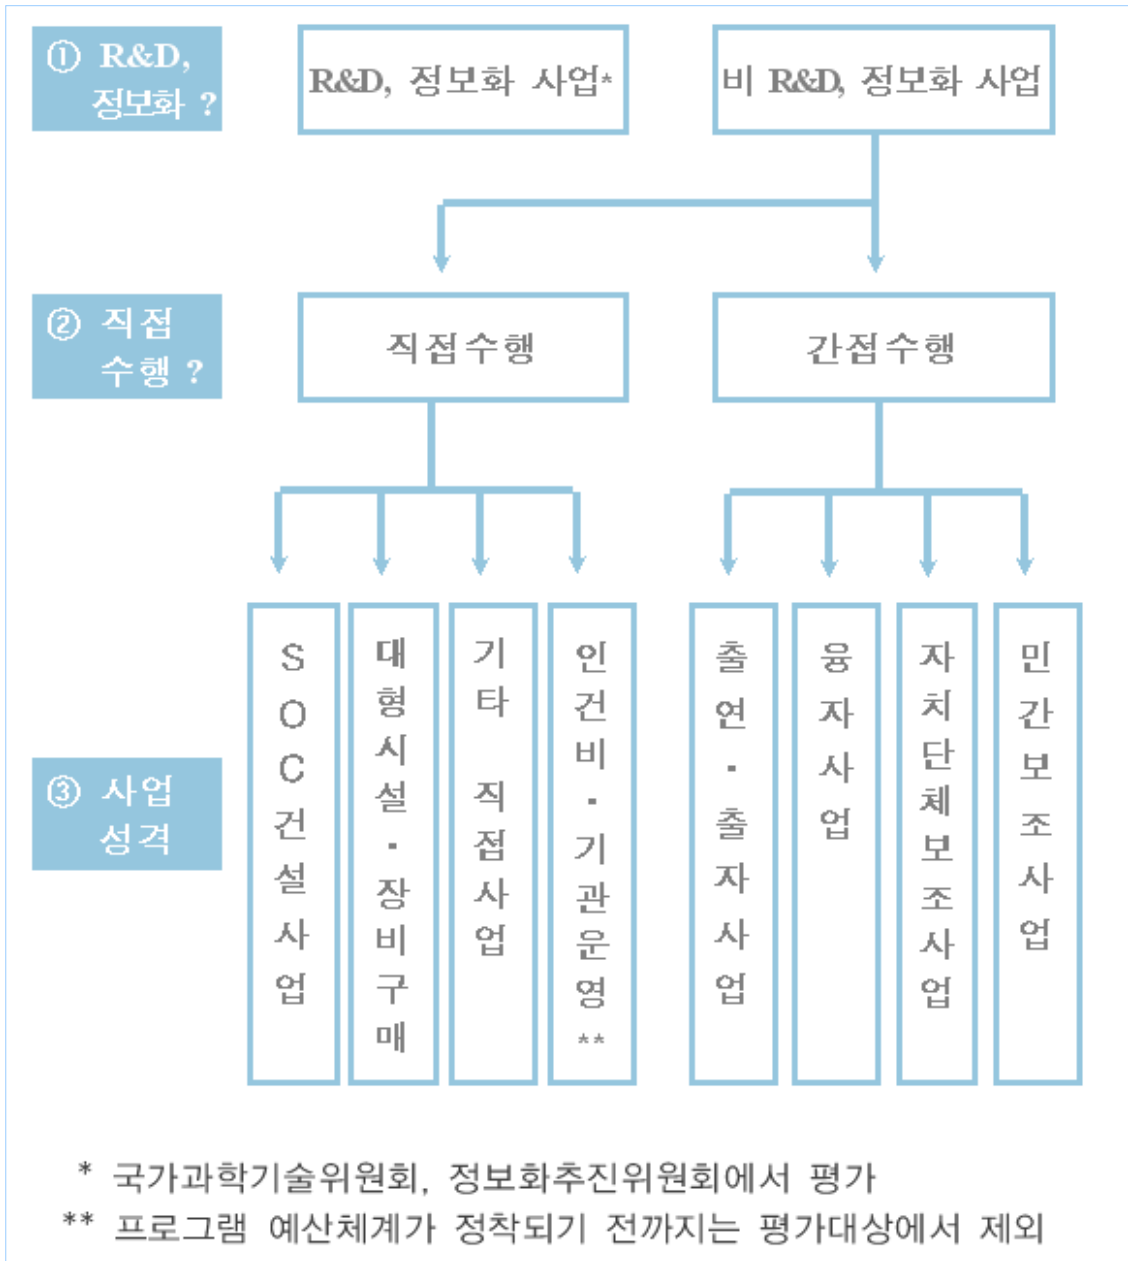 ① R&D,
정보화 ?
R&D, 정보화 사업*
비 R&D, 정보화 사업
② 직접
수행 ?
직접수행
간접수행
③ 사업
성격
SOC건설사업
대형시설·장비구매
기타 직접사업
인건비·기관운영**
출연·출자사업
융자사업
자치단체보조사업
민간보조사업
* 국가과학기술위원회, 정보화추진위원회에서 평가
** 프로그램 예산체계가 정착되기 전까지는 평가대상에서 제외